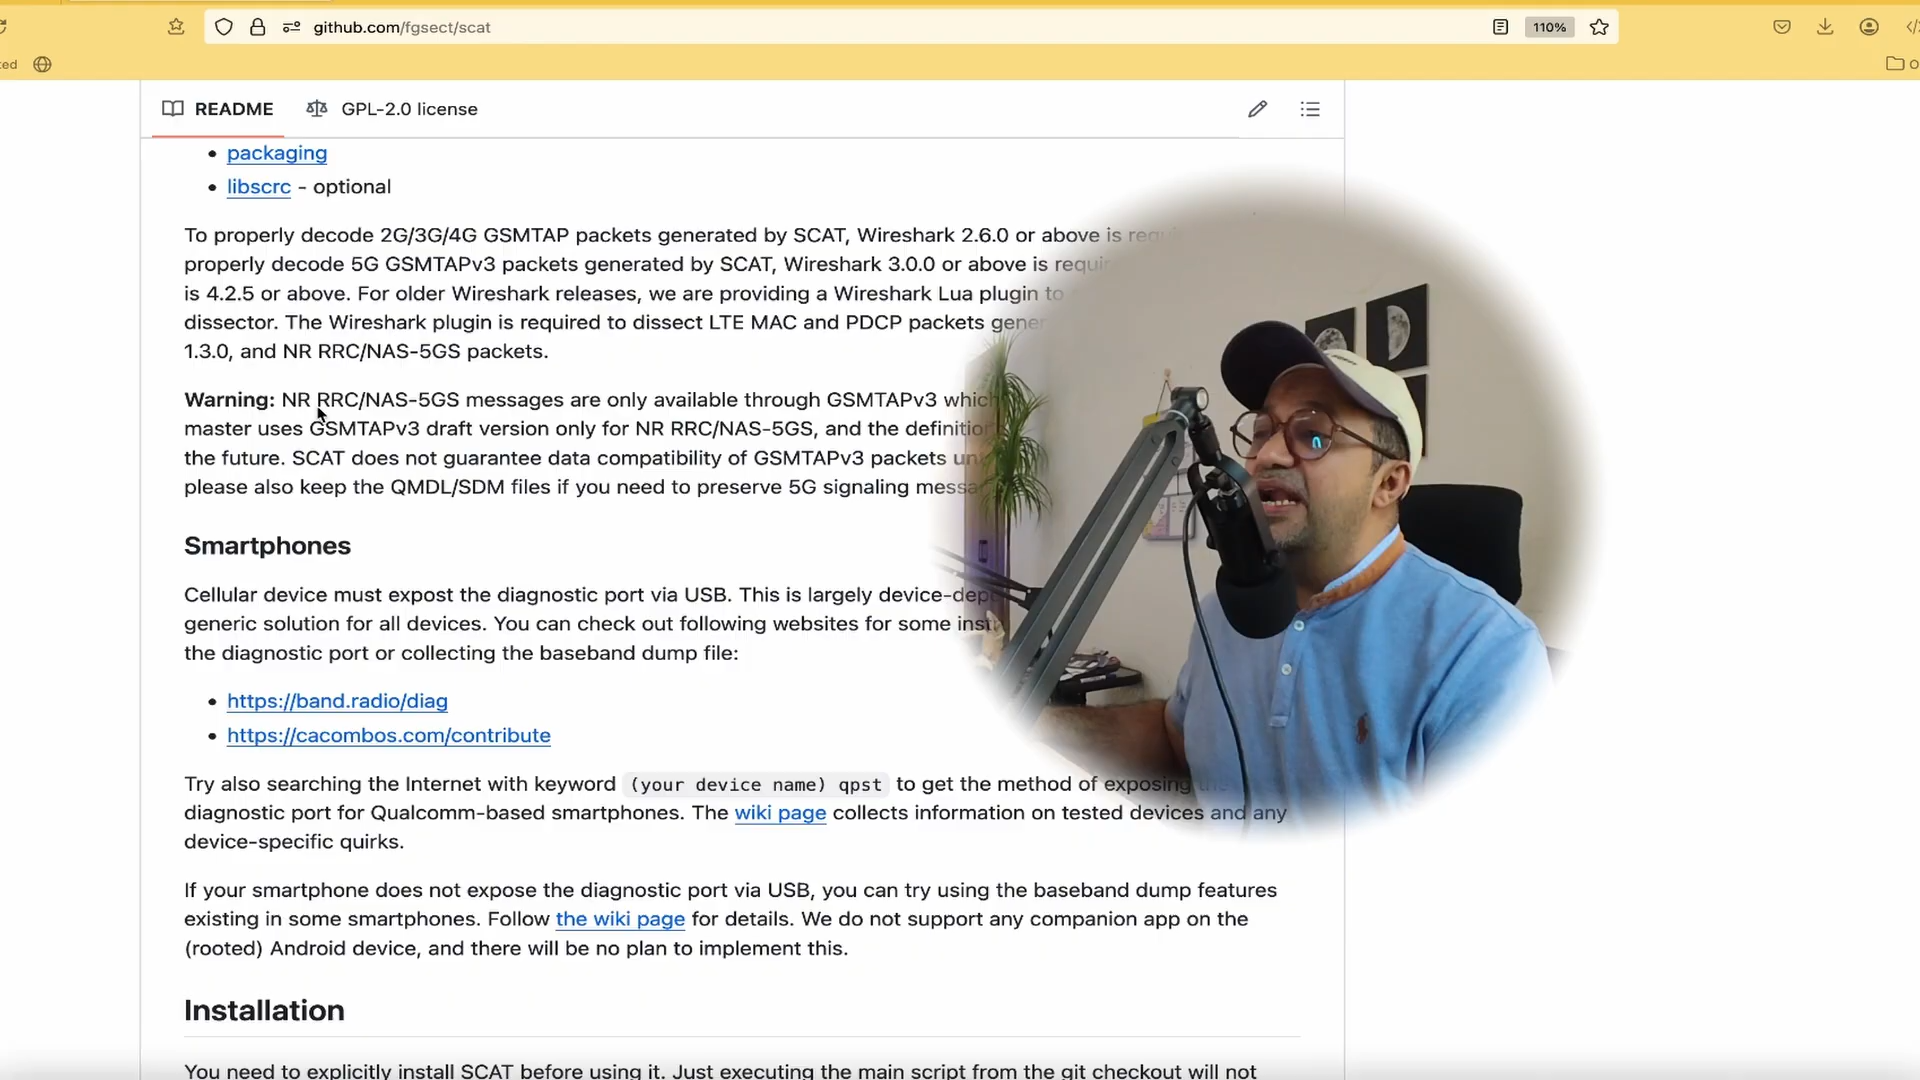 github.com/fgsect/scat
110%
README
GPL-2.0 license
packaging
libscrc - optional
To properly decode 2G/3G/4G GSMTAP packets generated by SCAT, Wireshark 2.6.0 or above is
properly decode 5G GSMTAPv3 packets generated by SCAT, Wireshark 3.0.0 or above is
is 4.2.5 or above. For older Wireshark releases, we are providing a Wireshark Lua plugin to
dissector. The Wireshark plugin is required to dissect LTE MAC and PDCP packets
1.3.0, and NR RRC/NAS-5GS packets.
Warning: NR RRC/NAS-5GS messages are only available through GSMTAPv3
master uses GSMTAPv3 draft version only for NR RRC/NAS-5GS, and the
the future. SCAT does not guarantee data compatibility of GSMTAPv3 packets
please also keep the QMDL/SDM files if you need to preserve 5G signaling
Smartphones
Cellular device must expost the diagnostic port via USB. This is largely
generic solution for all devices. You can check out following websites for some
the diagnostic port or collecting the baseband dump file:
https://band.radio/diag
https://cacombos.com/contribute
Try also searching the Internet with keyword (your device name) qpst to get the method of exposing
diagnostic port for Qualcomm-based smartphones. The wiki page collects information on tested devices and any
device-specific quirks.
If your smartphone does not expose the diagnostic port via USB, you can try using the baseband dump features
existing in some smartphones. Follow the wiki page for details. We do not support any companion app on the
(rooted) Android device, and there will be no plan to implement this.
Installation
You need to explicitly install SCAT before using it. Just executing the main script from the git checkout will not